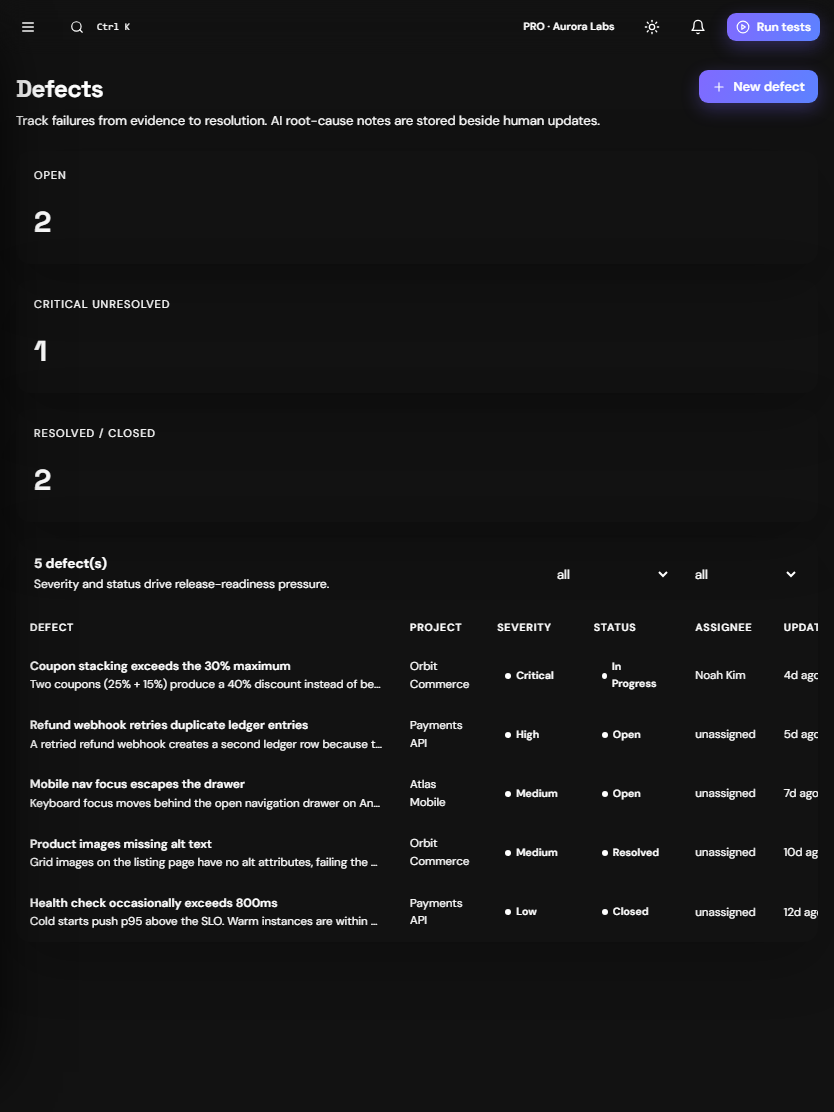 Ctrl K
PRO · Aurora Labs
Run tests
Defects
New defect
Track failures from evidence to resolution. AI root-cause notes are stored beside human updates.
OPEN
2
CRITICAL UNRESOLVED
1
RESOLVED / CLOSED
2
5 defect(s)
Severity and status drive release-readiness pressure.
all
all
DEFECT PROJECT SEVERITY STATUS ASSIGNEE UPDAT
Coupon stacking exceeds the 30% maximum
Two coupons (25% + 15%) produce a 40% discount instead of be…
Orbit
Commerce
Critical
In
Progress
Noah Kim
4d ago
Refund webhook retries duplicate ledger entries
A retried refund webhook creates a second ledger row because t…
Payments
API
High
Open
unassigned
5d ago
Mobile nav focus escapes the drawer
Keyboard focus moves behind the open navigation drawer on An…
Atlas
Mobile
Medium
Open
unassigned
7d ago
Product images missing alt text
Grid images on the listing page have no alt attributes, failing the …
Orbit
Commerce
Medium
Resolved
unassigned
10d ag
Health check occasionally exceeds 800ms
Cold starts push p95 above the SLO. Warm instances are within …
Payments
API
Low
Closed
unassigned
12d ag